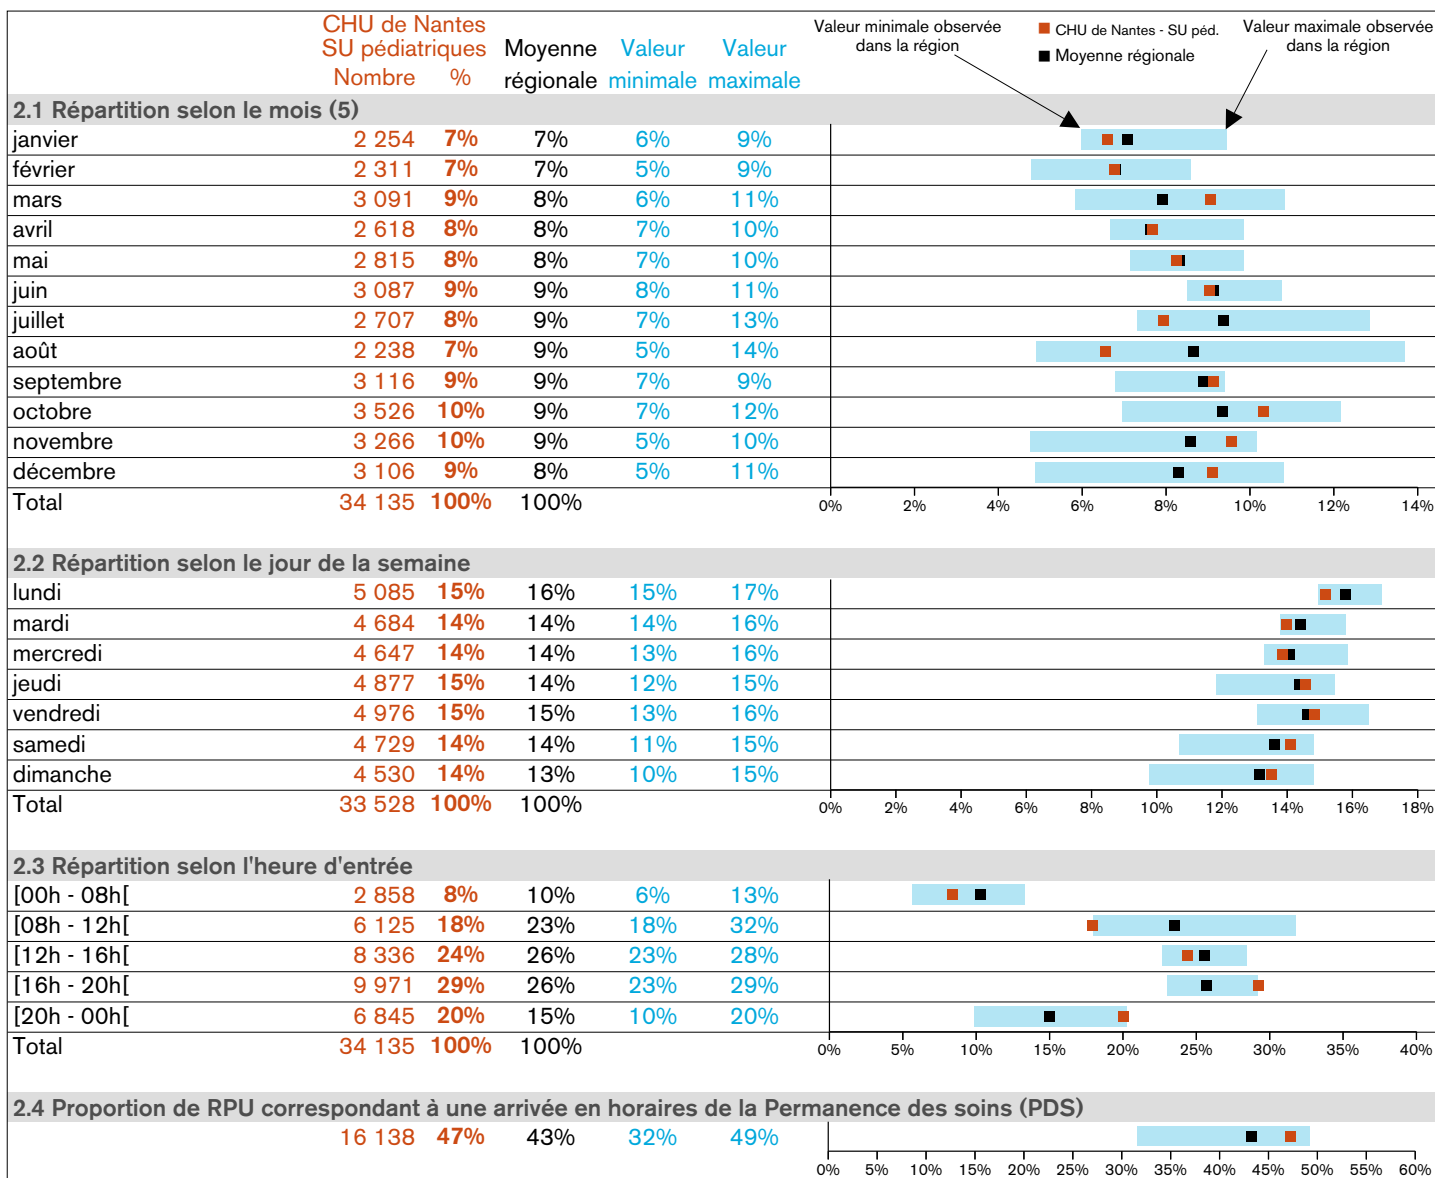 CHU de Nantes
SU pédiatriques Moyenne Valeur Valeur
Nombre % régionale minimale maximale
Valeur minimale observée
dans la région
CHU de Nantes - SU péd.
Moyenne régionale
Valeur maximale observée
dans la région
2.1 Répartition selon le mois (5)
janvier 2 254 7% 7% 6% 9%
février 2 311 7% 7% 5% 9%
mars 3 091 9% 8% 6% 11%
avril 2 618 8% 8% 7% 10%
mai 2 815 8% 8% 7% 10%
juin 3 087 9% 9% 8% 11%
juillet 2 707 8% 9% 7% 13%
août 2 238 7% 9% 5% 14%
septembre 3 116 9% 9% 7% 9%
octobre 3 526 10% 9% 7% 12%
novembre 3 266 10% 9% 5% 10%
décembre 3 106 9% 8% 5% 11%
Total 34 135 100% 100%
0% 2% 4% 6% 8% 10% 12% 14%
2.2 Répartition selon le jour de la semaine
lundi 5 085 15% 16% 15% 17%
mardi 4 684 14% 14% 14% 16%
mercredi 4 647 14% 14% 13% 16%
jeudi 4 877 15% 14% 12% 15%
vendredi 4 976 15% 15% 13% 16%
samedi 4 729 14% 14% 11% 15%
dimanche 4 530 14% 13% 10% 15%
Total 33 528 100% 100%
0% 2% 4% 6% 8% 10% 12% 14% 16% 18%
2.3 Répartition selon l'heure d'entrée
[00h - 08h[ 2 858 8% 10% 6% 13%
[08h - 12h[ 6 125 18% 23% 18% 32%
[12h - 16h[ 8 336 24% 26% 23% 28%
[16h - 20h[ 9 971 29% 26% 23% 29%
[20h - 00h[ 6 845 20% 15% 10% 20%
Total 34 135 100% 100%
0% 5% 10% 15% 20% 25% 30% 35% 40%
2.4 Proportion de RPU correspondant à une arrivée en horaires de la Permanence des soins (PDS)
16 138 47% 43% 32% 49%
0% 5% 10% 15% 20% 25% 30% 35% 40% 45% 50% 55% 60%